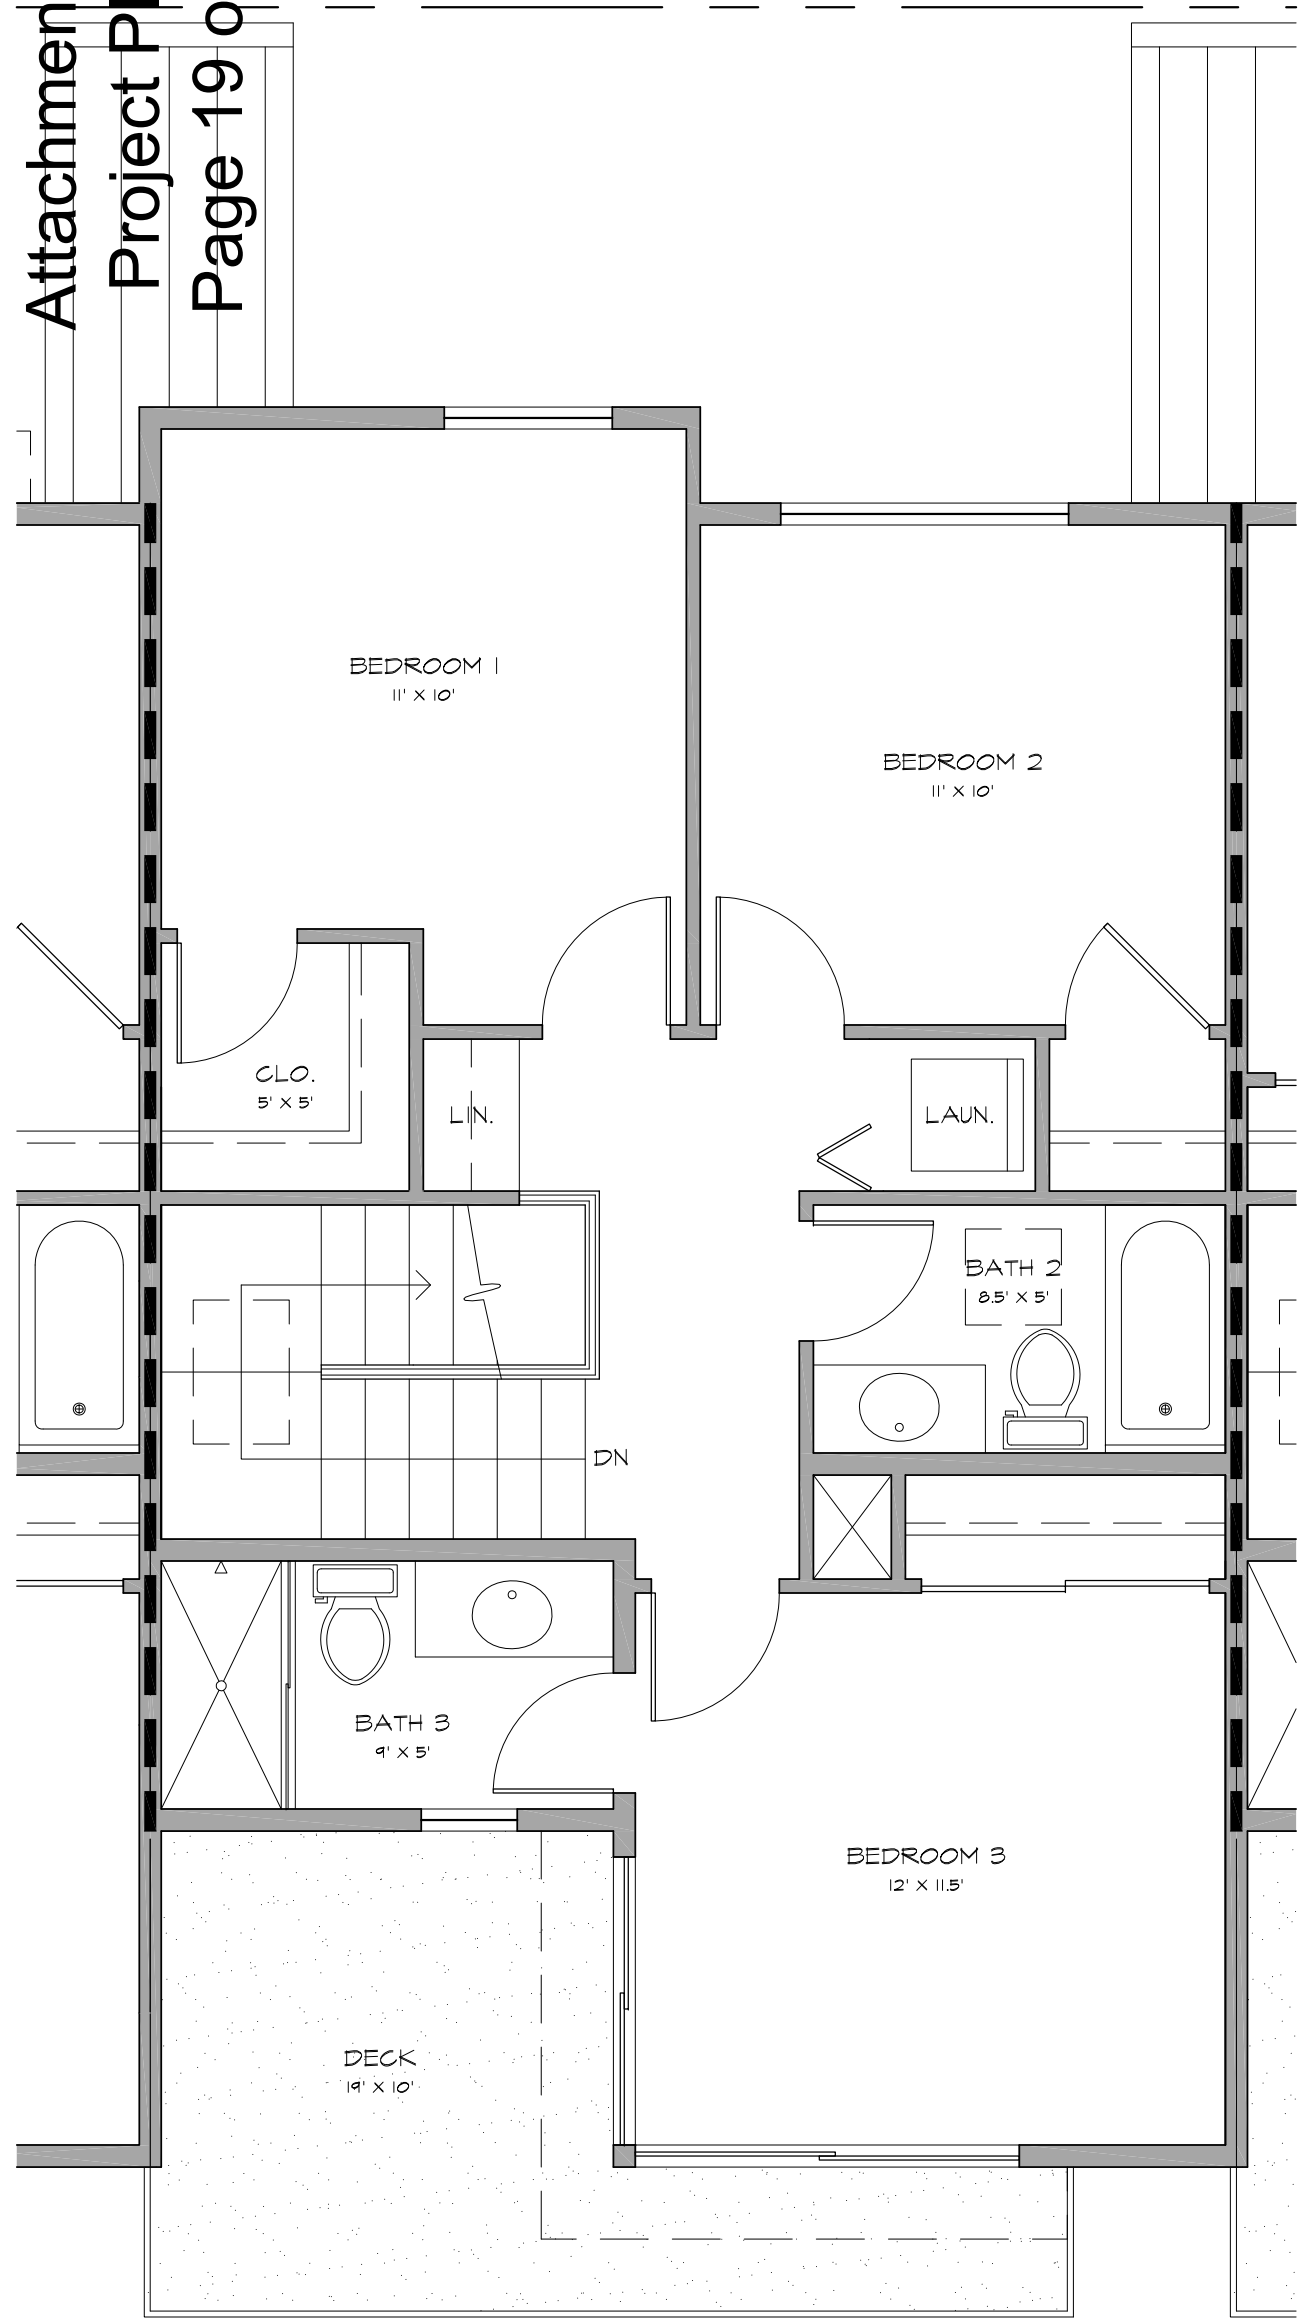 Attachmen
Project Pl
Page 19 o
BEDROOM 1
11' X 10'
BEDROOM 2
11' X 10'
CLO.
5' X 5'
LIN.
LAUN.
BATH 2
8.5' X 5'
DN
BATH 3
9' X 5'
BEDROOM 3
12' X 11.5'
DECK
19' X 10'